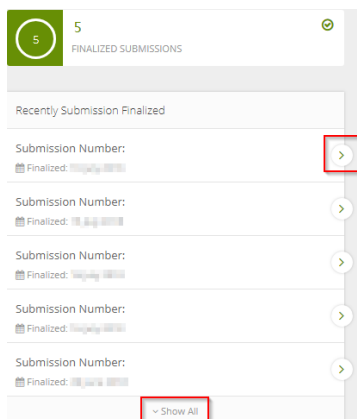 5
5
FINALIZED SUBMISSIONS
Recently Submission Finalized
Submission Number:
Finalized:
Submission Number:
Finalized:
Submission Number:
Finalized:
Submission Number:
Finalized:
Submission Number:
Finalized:
Show All